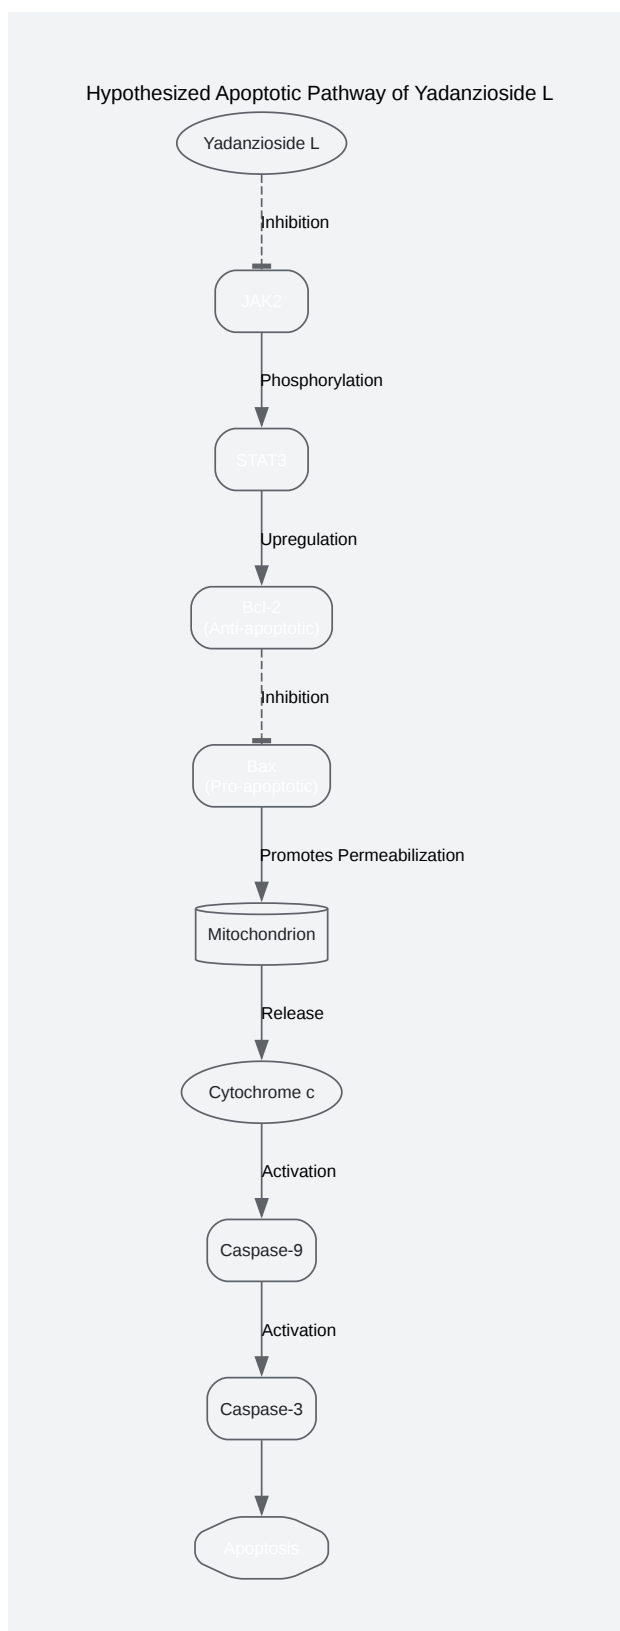 Hypothesized Apoptotic Pathway of Yadanzioside L
Yadanzioside L
Inhibition
JAK2
Phosphorylation
STAT3
Upregulation
Bcl-2
(Anti-apoptotic)
Inhibition
Bax
(Pro-apoptotic)
Promotes Permeabilization
Mitochondrion
Release
Cytochrome c
Activation
Caspase-9
Activation
Caspase-3
Apoptosis